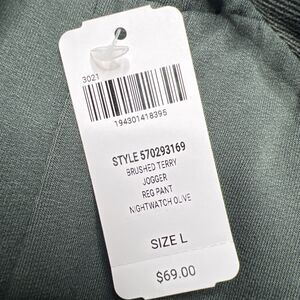 3021
194301418395
STYLE 570293169
BRUSHED TERRY
JOGGER
REG PANT
NIGHTWATCH OLIVE
SIZE L
$69.00